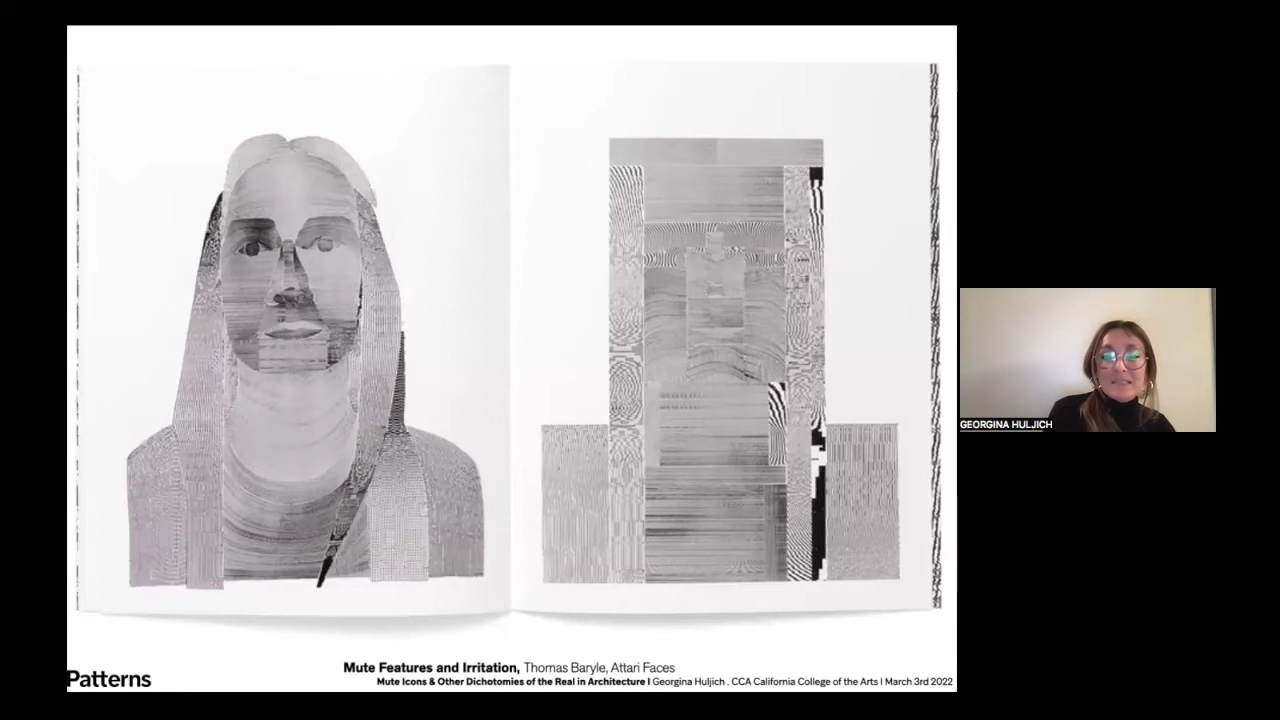 Mute Features and Irritation, Thomas Baryle, Attari Faces
Patterns
Mute Icons & Other Dichotomies of the Real in Architecture I Georgina Huljich . CCA California College of the Arts I March 3rd 2022
GEORGINA HULJICH